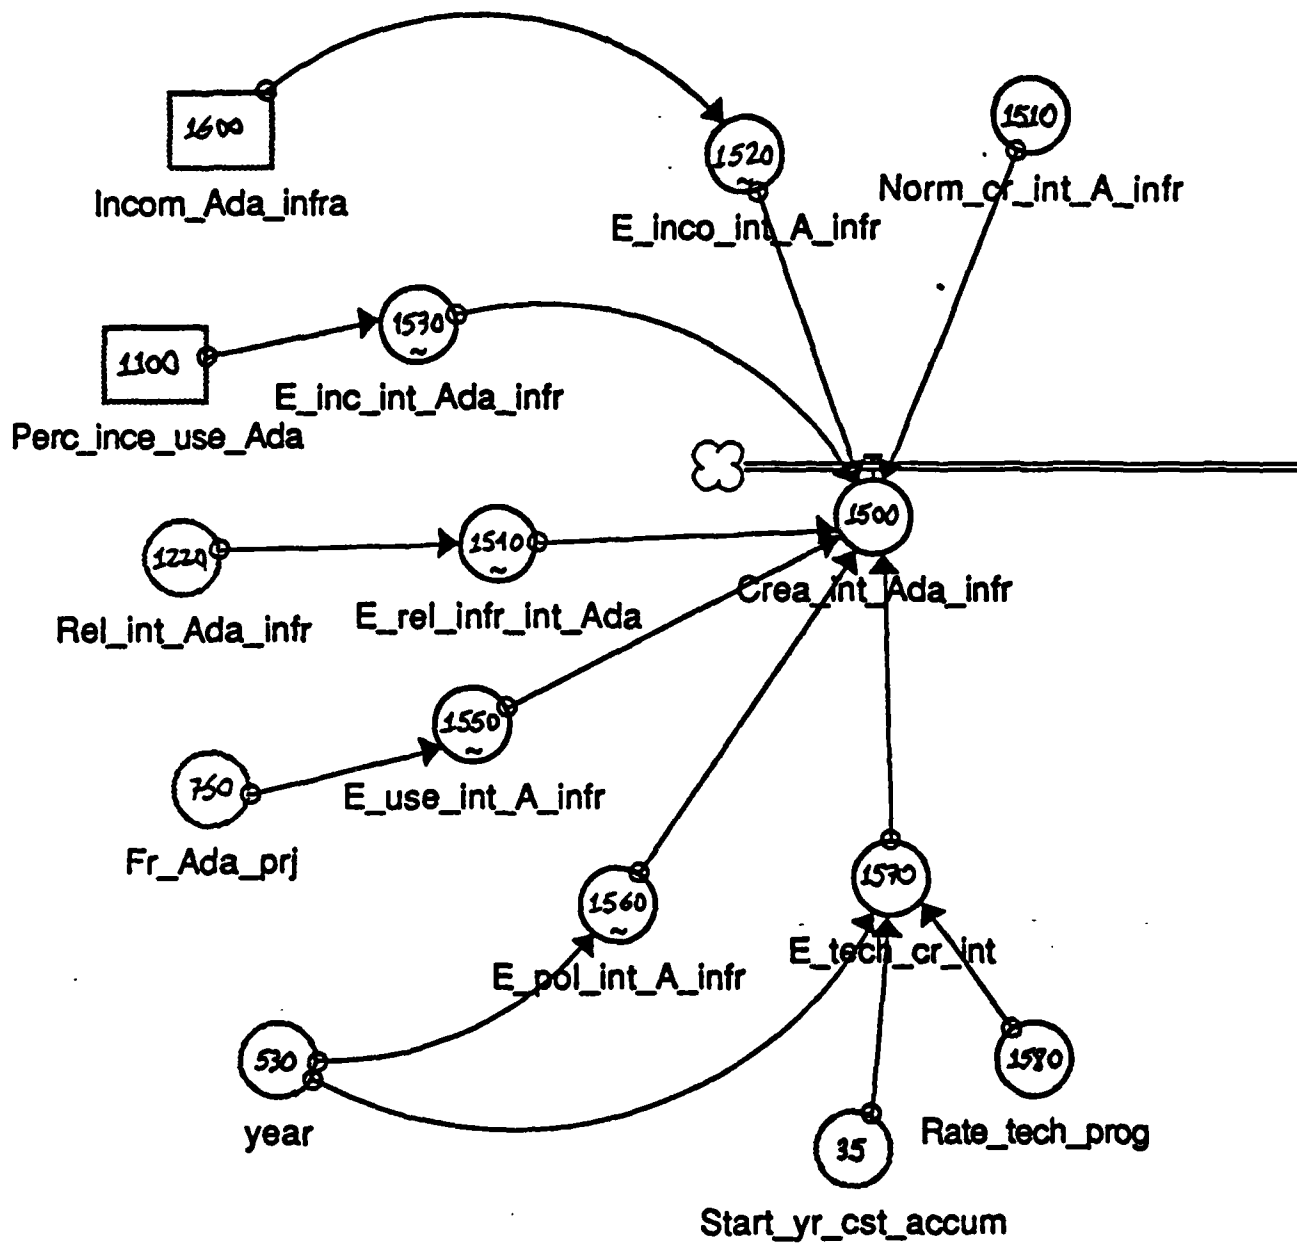 1600
Incom_Ada_infra
1520
~
E_inco_int_A_infr
1510
Norm_cr_int_A_infr
1100
Perc_ince_use_Ada
1530
~
E_inc_int_Ada_infr
1500
Crea_int_Ada_infr
1220
Rel_int_Ada_infr
1540
~
E_rel_infr_int_Ada
1550
~
E_use_int_A_infr
750
Fr_Ada_prj
1560
~
E_pol_int_A_infr
1570
E_tech_cr_int
530
year
1580
Rate_tech_prog
35
Start_yr_cst_accum